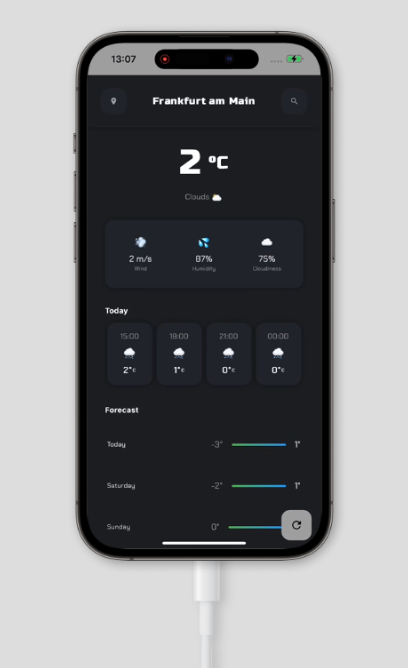 13:07
Frankfurt am Main
2 °C
Clouds
2 m/s 87% 75%
Wind Humidity Cloudiness
Today
15:00 18:00 21:00 00:00
2°c 1°c 0°c 0°c
Forecast
Today -3° 1°
Saturday -2° 1°
Sunday 0°